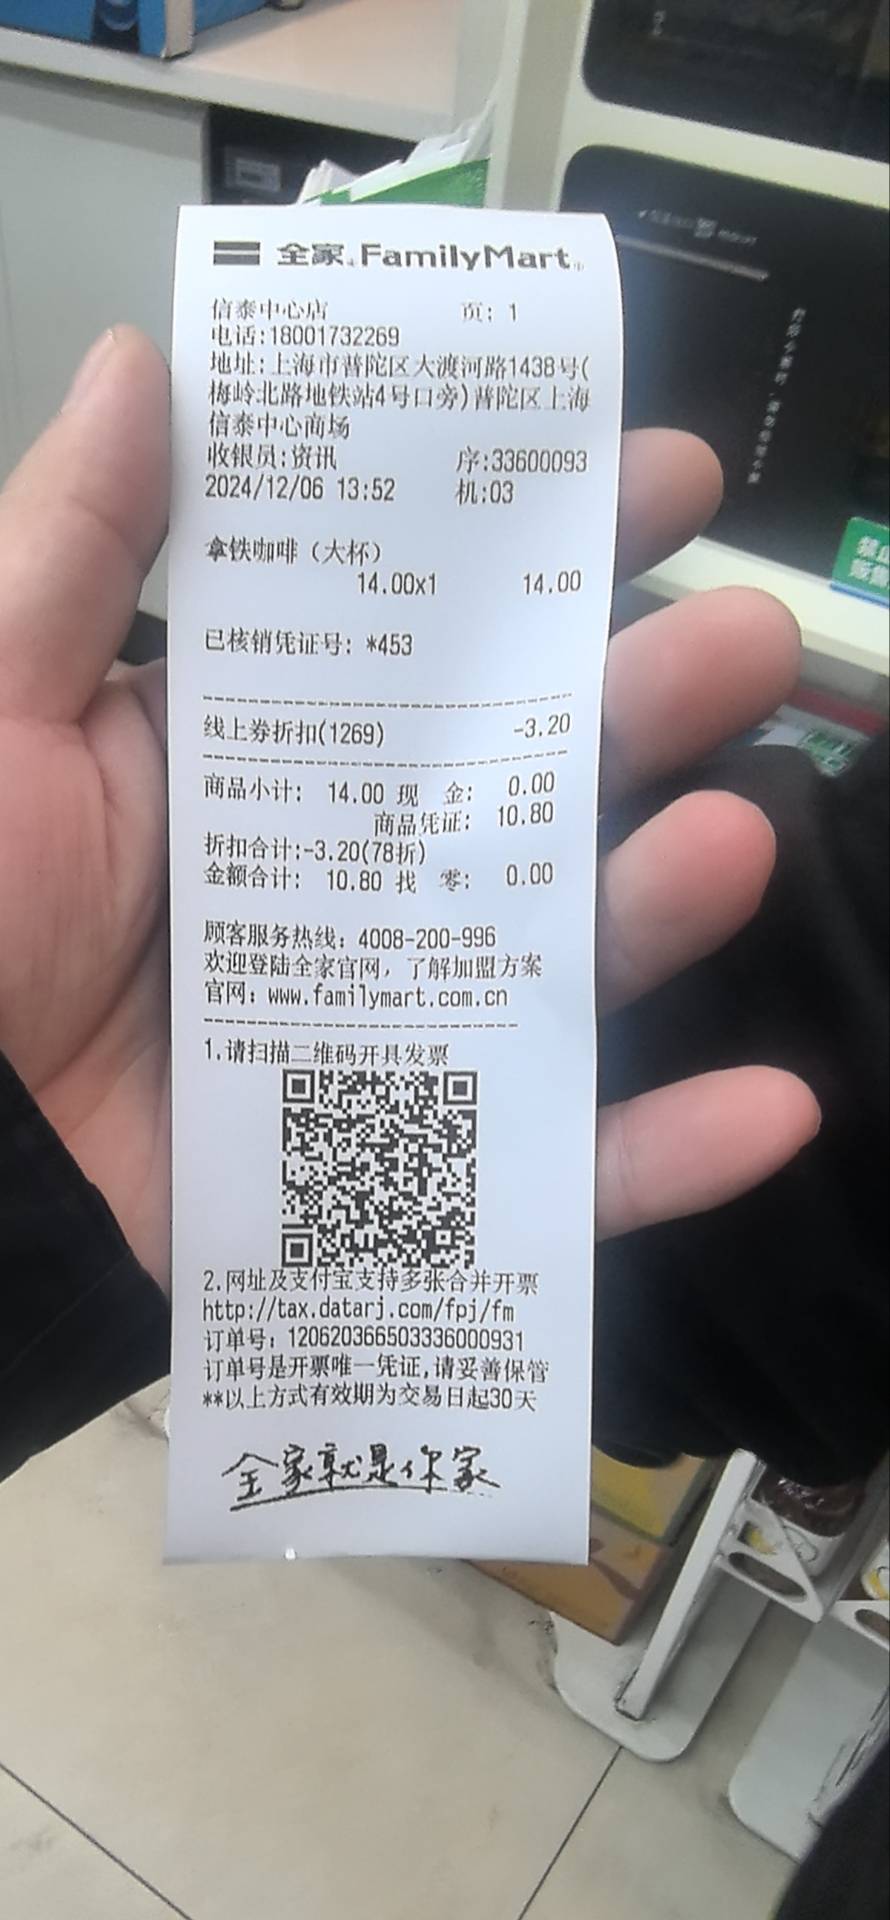 全家 FamilyMart
信泰中心店 页: 1
电话:18001732269
地址:上海市普陀区大渡河路1438号(
梅岭北路地铁站4号口旁)普陀区上海
信泰中心商场
收银员:资讯 序:33600093
2024/12/06 13:52 机:03
拿铁咖啡（大杯）
14.00x1 14.00
已核销凭证号: *453
线上券折扣(1269) -3.20
商品小计: 14.00 现 金: 0.00
商品凭证: 10.80
折扣合计:-3.20(78折)
金额合计: 10.80 找 零: 0.00
顾客服务热线: 4008-200-996
欢迎登陆全家官网，了解加盟方案
官网: www.familymart.com.cn
1.请扫描二维码开具发票
2.网址及支付宝支持多张合并开票
http://tax.datarj.com/fpj/fm
订单号: 120620366503336000931
订单号是开票唯一凭证,请妥善保管
**以上方式有效期为交易日起30天
全家就是你家